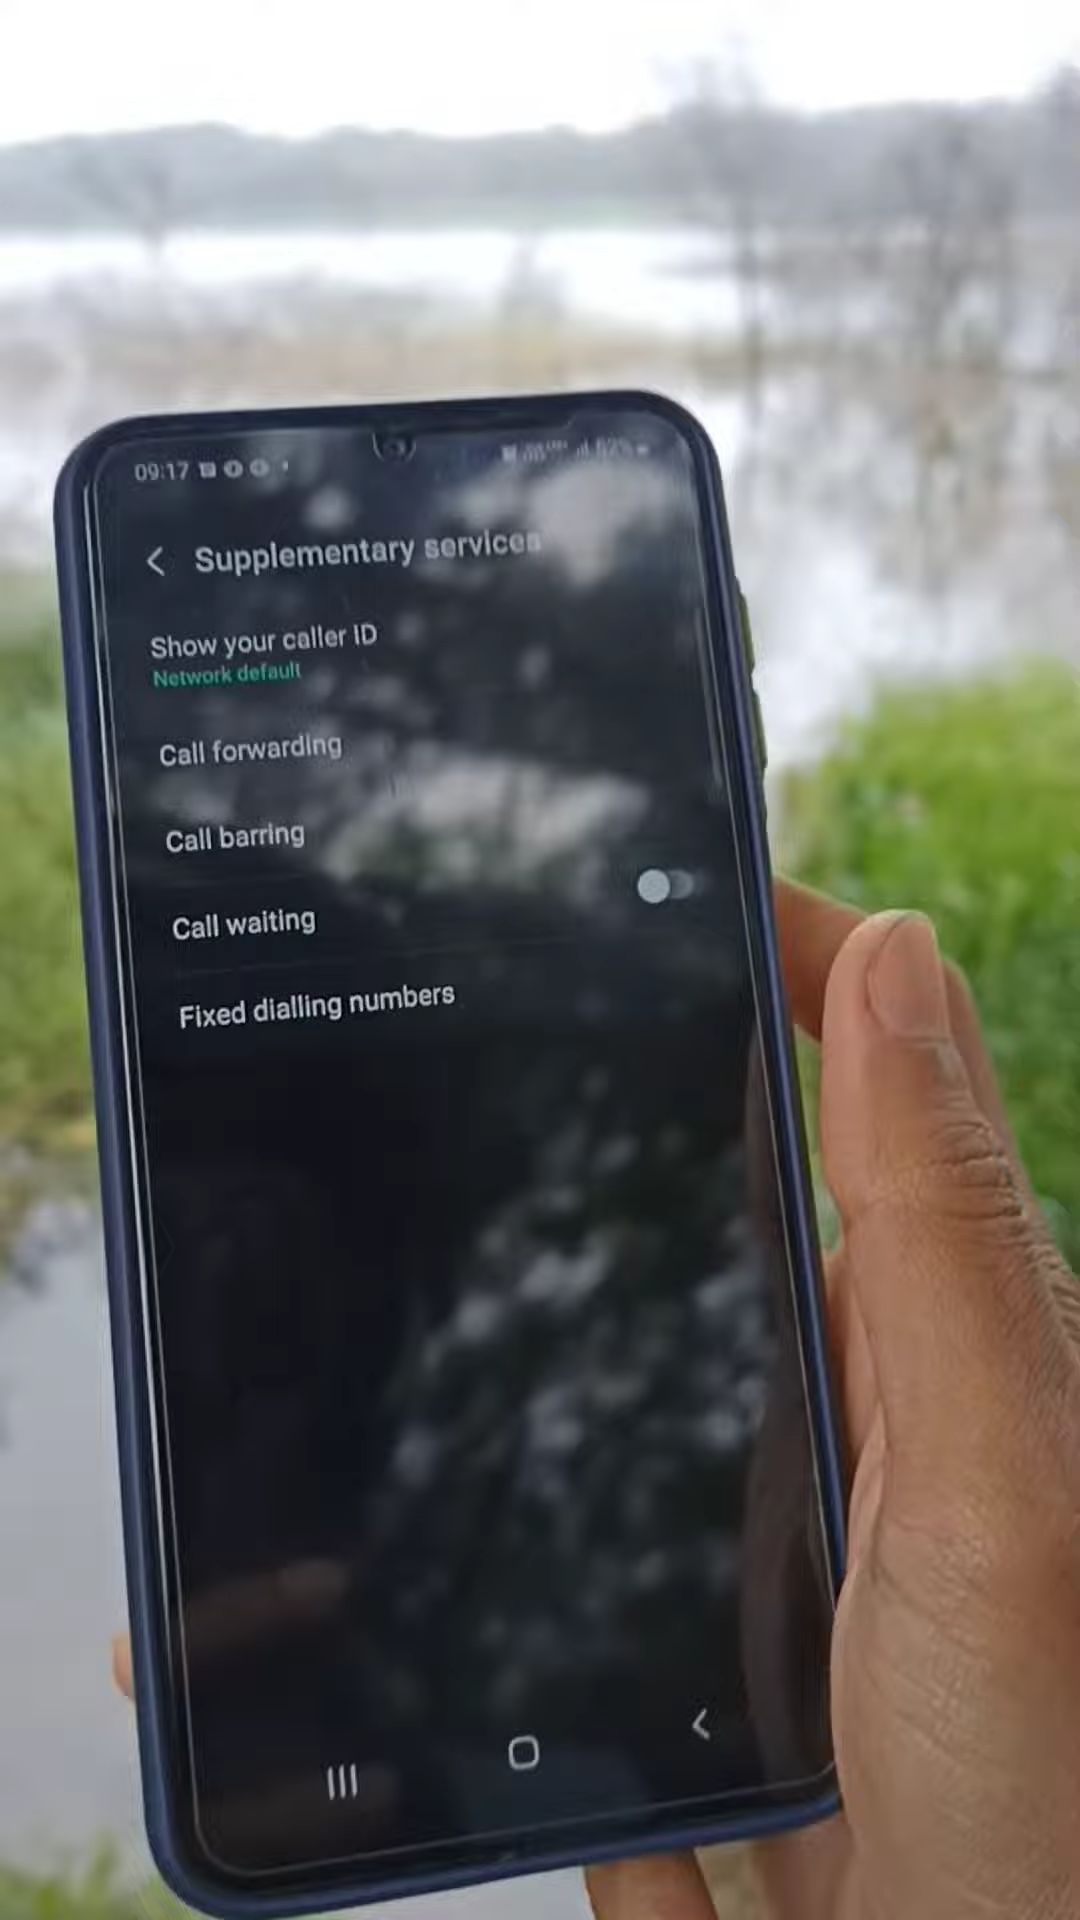 09:17
62%
Supplementary services
Show your caller ID
Network default
Call forwarding
Call barring
Call waiting
Fixed dialling numbers